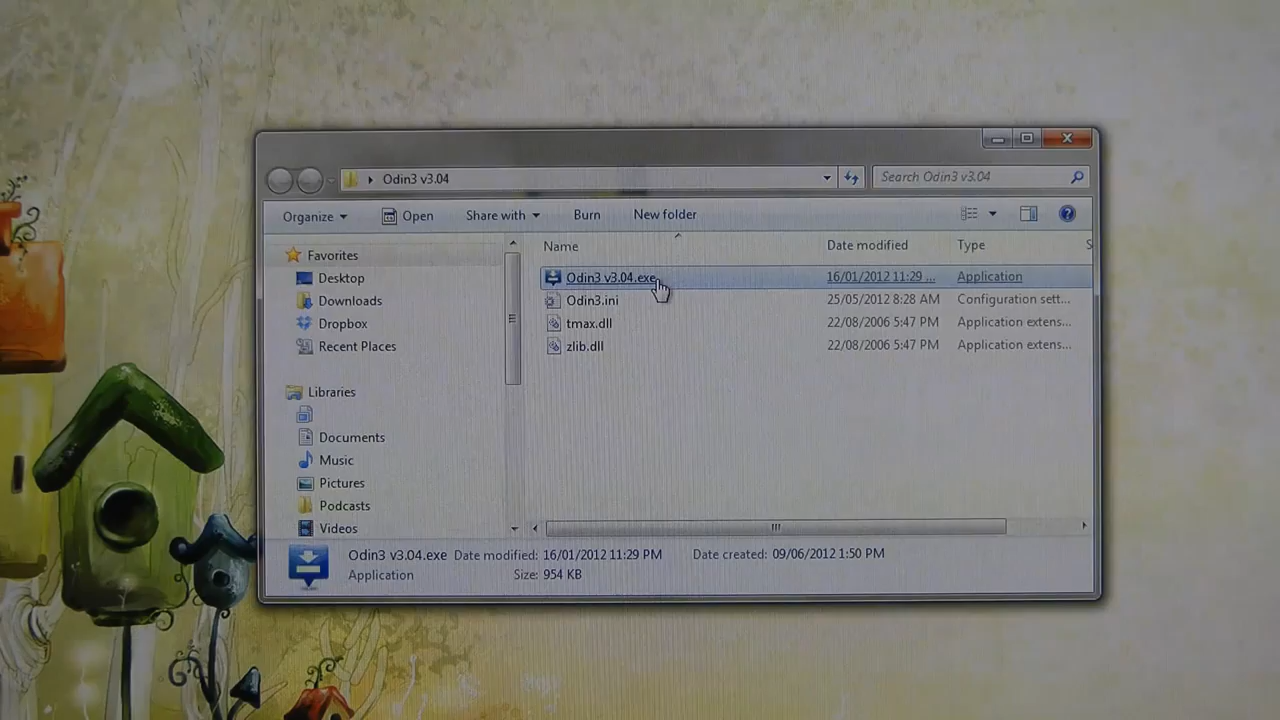 Odin3 v3.04
Search Odin3 v3.04
Organize Open Share with Burn New folder
Name Date modified Type S
Favorites
Desktop
Downloads
Dropbox
Recent Places
Libraries
Documents
Music
Pictures
Podcasts
Videos
Odin3 v3.04.exe 16/01/2012 11:29 ... Application
Odin3.ini 25/05/2012 8:28 AM Configuration sett...
tmax.dll 22/08/2006 5:47 PM Application extens...
zlib.dll 22/08/2006 5:47 PM Application extens...
Odin3 v3.04.exe Date modified: 16/01/2012 11:29 PM Date created: 09/06/2012 1:50 PM
Application Size: 954 KB